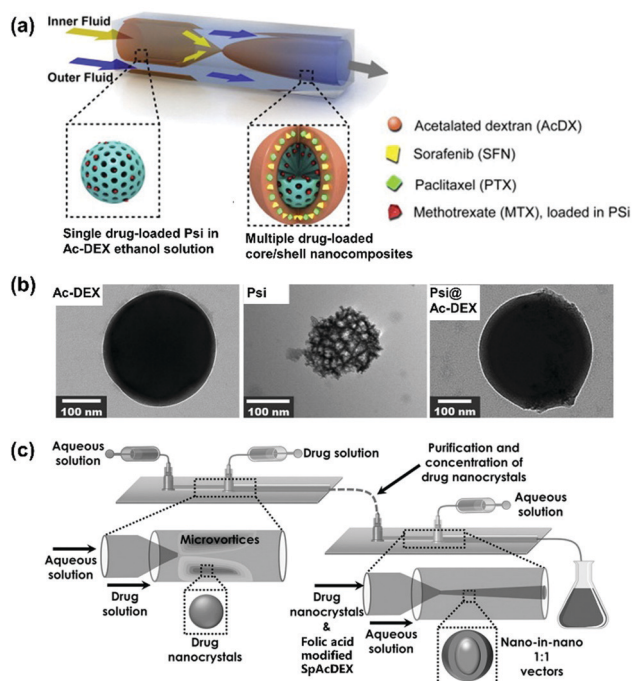 (a)
Inner Fluid
Outer Fluid
Single drug-loaded Psi in
Ac-DEX ethanol solution
Multiple drug-loaded
core/shell nanocomposites
Acetalated dextran (AcDX)
Sorafenib (SFN)
Paclitaxel (PTX)
Methotrexate (MTX), loaded in PSi
(b)
Ac-DEX
100 nm
Psi
100 nm
Psi@
Ac-DEX
100 nm
(c)
Aqueous
solution
Drug solution
Purification and
concentration of
drug nanocrystals
Aqueous
solution
Microvortices
Aqueous
solution
Drug
solution
Drug
nanocrystals
Drug
nanocrystals
&
Folic acid
modified
SpAcDEX
Aqueous
solution
Nano-in-nano
1:1
vectors